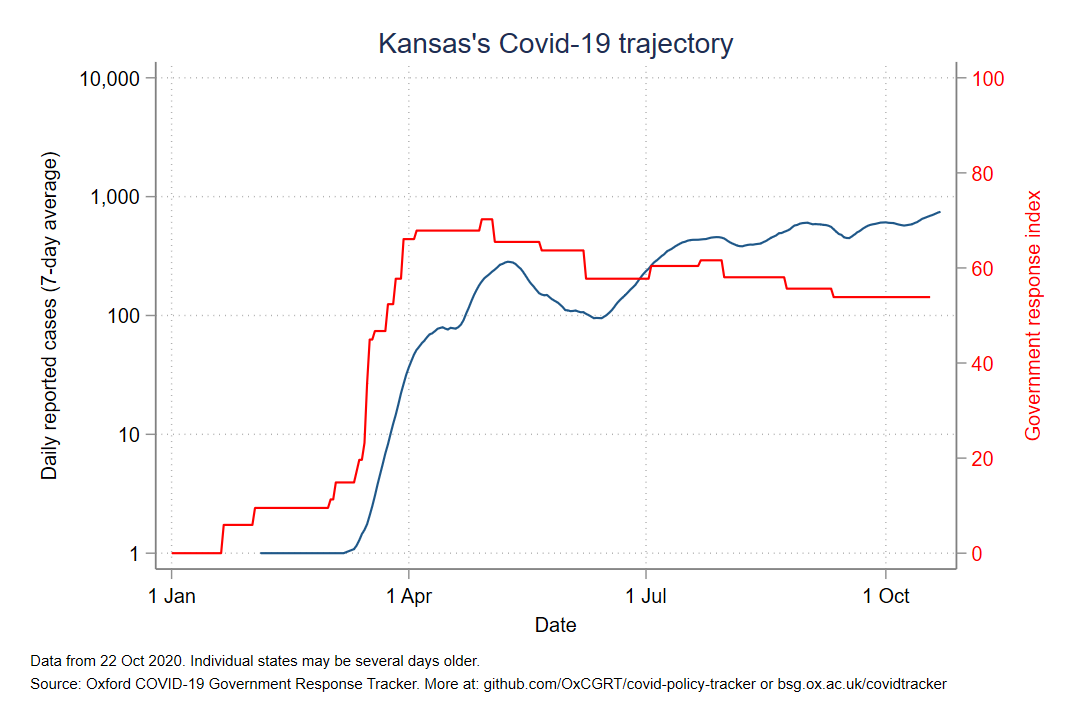 Kansas's Covid-19 trajectory
Daily reported cases (7-day average)
10,000
1,000
100
10
1
100
80
60
40
20
0
Government response index
1 Jan
1 Apr
1 Jul
1 Oct
Date
Data from 22 Oct 2020. Individual states may be several days older.
Source: Oxford COVID-19 Government Response Tracker. More at: github.com/OxCGRT/covid-policy-tracker or bsg.ox.ac.uk/covidtracker